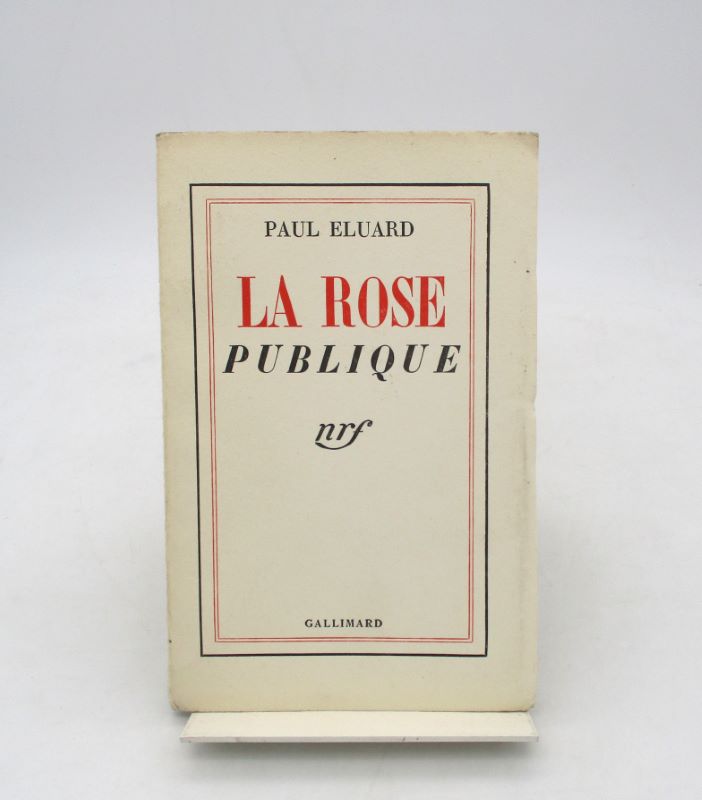 PAUL ELUARD
LA ROSE
PUBLIQUE
nrf
GALLIMARD